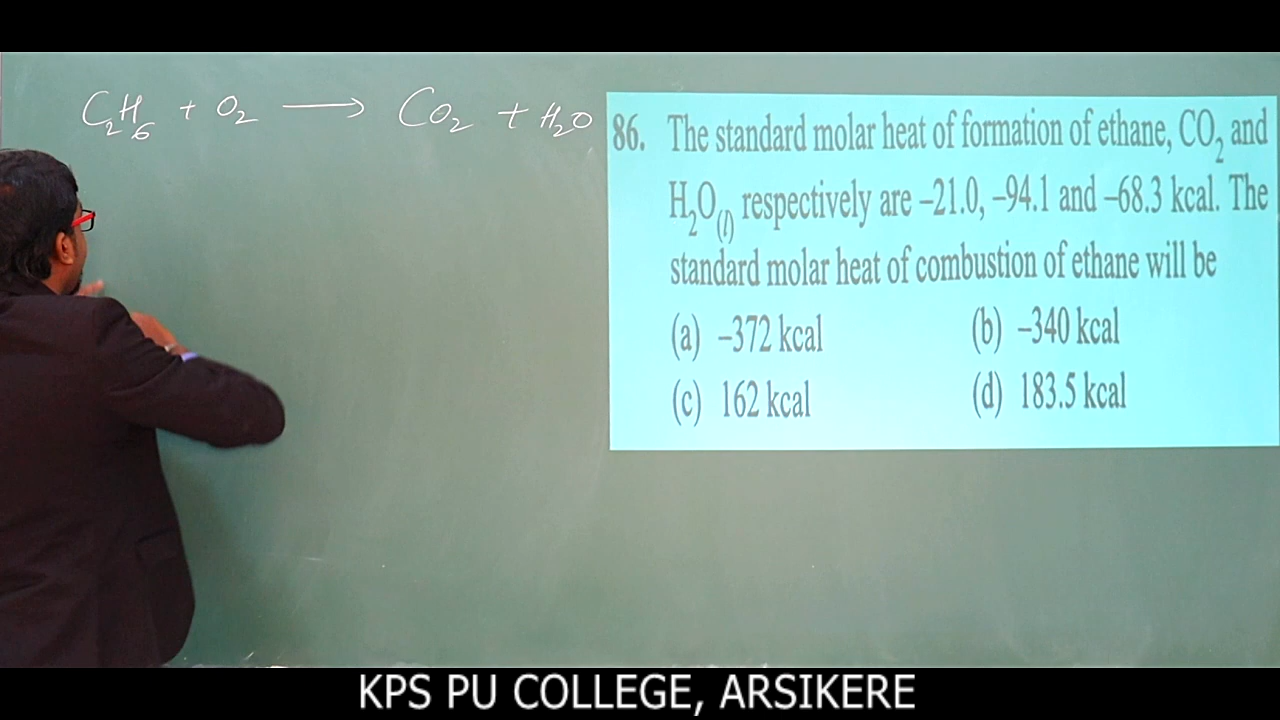 C₂H₆ + O₂ ⟶ CO₂ + H₂O
86. The standard molar heat of formation of ethane, CO₂ and
H₂O₍l₎ respectively are –21.0, –94.1 and –68.3 kcal. The
standard molar heat of combustion of ethane will be
(a) –372 kcal (b) –340 kcal
(c) 162 kcal (d) 183.5 kcal
KPS PU COLLEGE, ARSIKERE